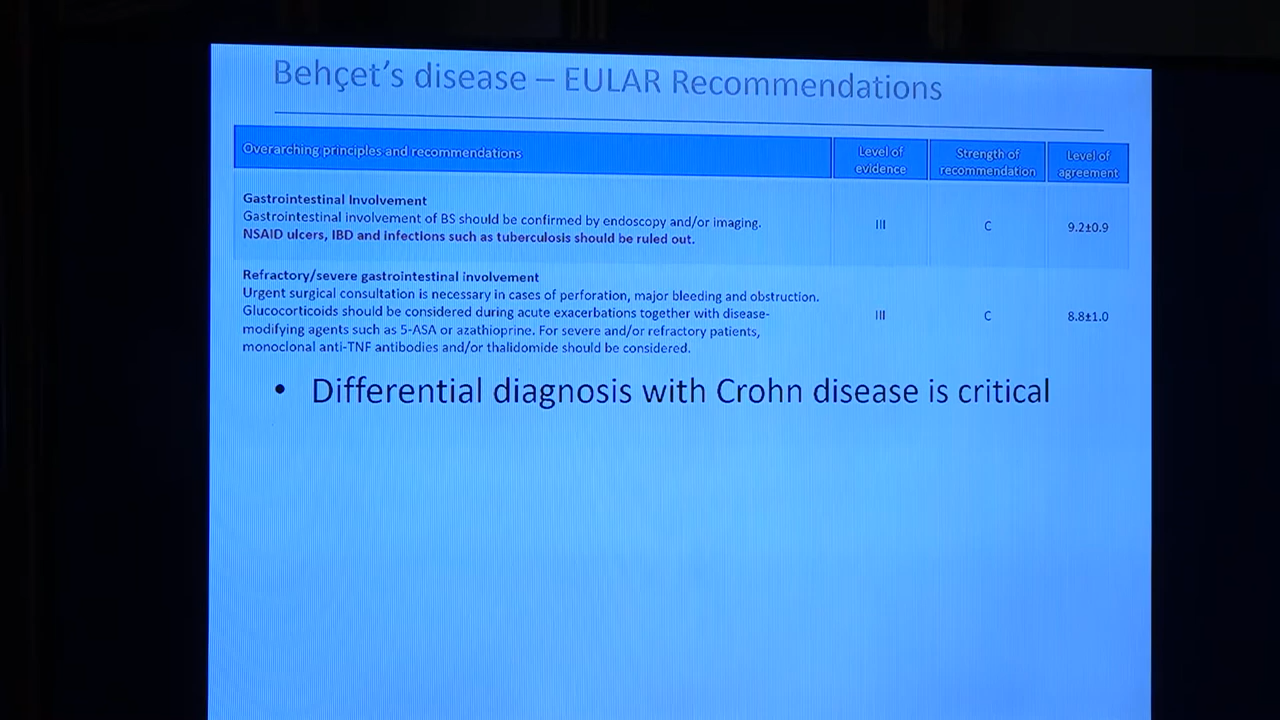 Behçet’s disease – EULAR Recommendations
Overarching principles and recommendations
Level of evidence
Strength of recommendation
Level of agreement
Gastrointestinal Involvement
Gastrointestinal involvement of BS should be confirmed by endoscopy and/or imaging.
NSAID ulcers, IBD and infections such as tuberculosis should be ruled out.
III
C
9.2±0.9
Refractory/severe gastrointestinal involvement
Urgent surgical consultation is necessary in cases of perforation, major bleeding and obstruction.
Glucocorticoids should be considered during acute exacerbations together with disease-
modifying agents such as 5-ASA or azathioprine. For severe and/or refractory patients,
monoclonal anti-TNF antibodies and/or thalidomide should be considered.
III
C
8.8±1.0
• Differential diagnosis with Crohn disease is critical